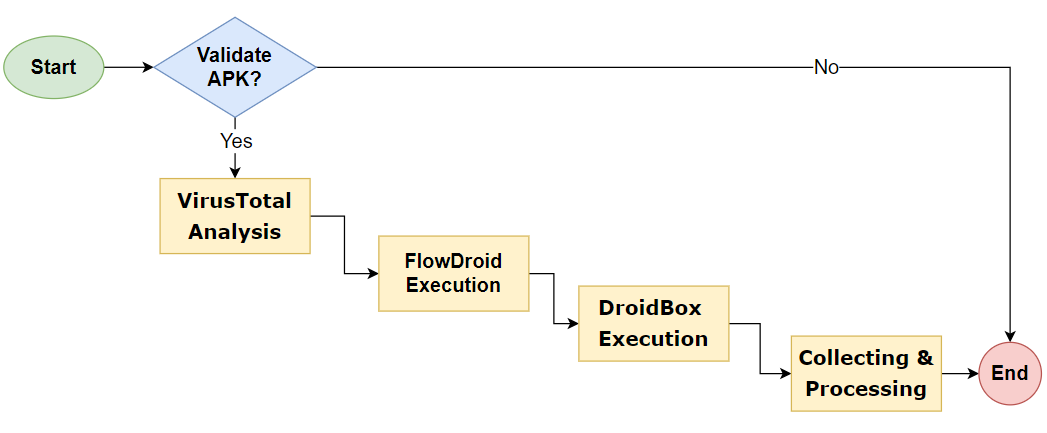 Start
Validate
APK?
No
Yes
VirusTotal
Analysis
FlowDroid
Execution
DroidBox
Execution
Collecting &
Processing
End